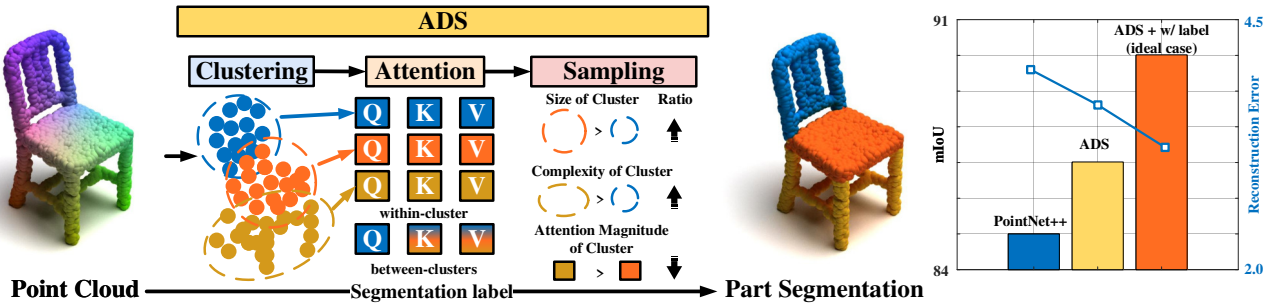 ADS
Clustering
Attention
Sampling
Q K V
Q K V
Q K V
within-cluster
Q K V
between-clusters
Size of Cluster Ratio
>
Complexity of Cluster
>
Attention Magnitude
of Cluster
>
Point Cloud
Segmentation label
Part Segmentation
91
mIoU
84
PointNet++
ADS
ADS + w/ label
(ideal case)
4.5
Reconstruction Error
2.0